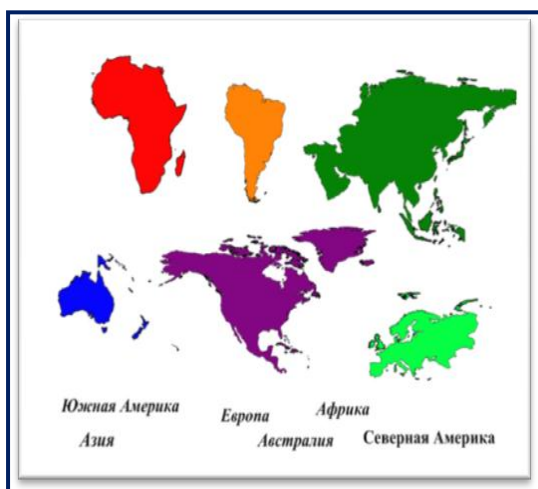 Южная Америка
Европа
Африка
Азия
Австралия
Северная Америка